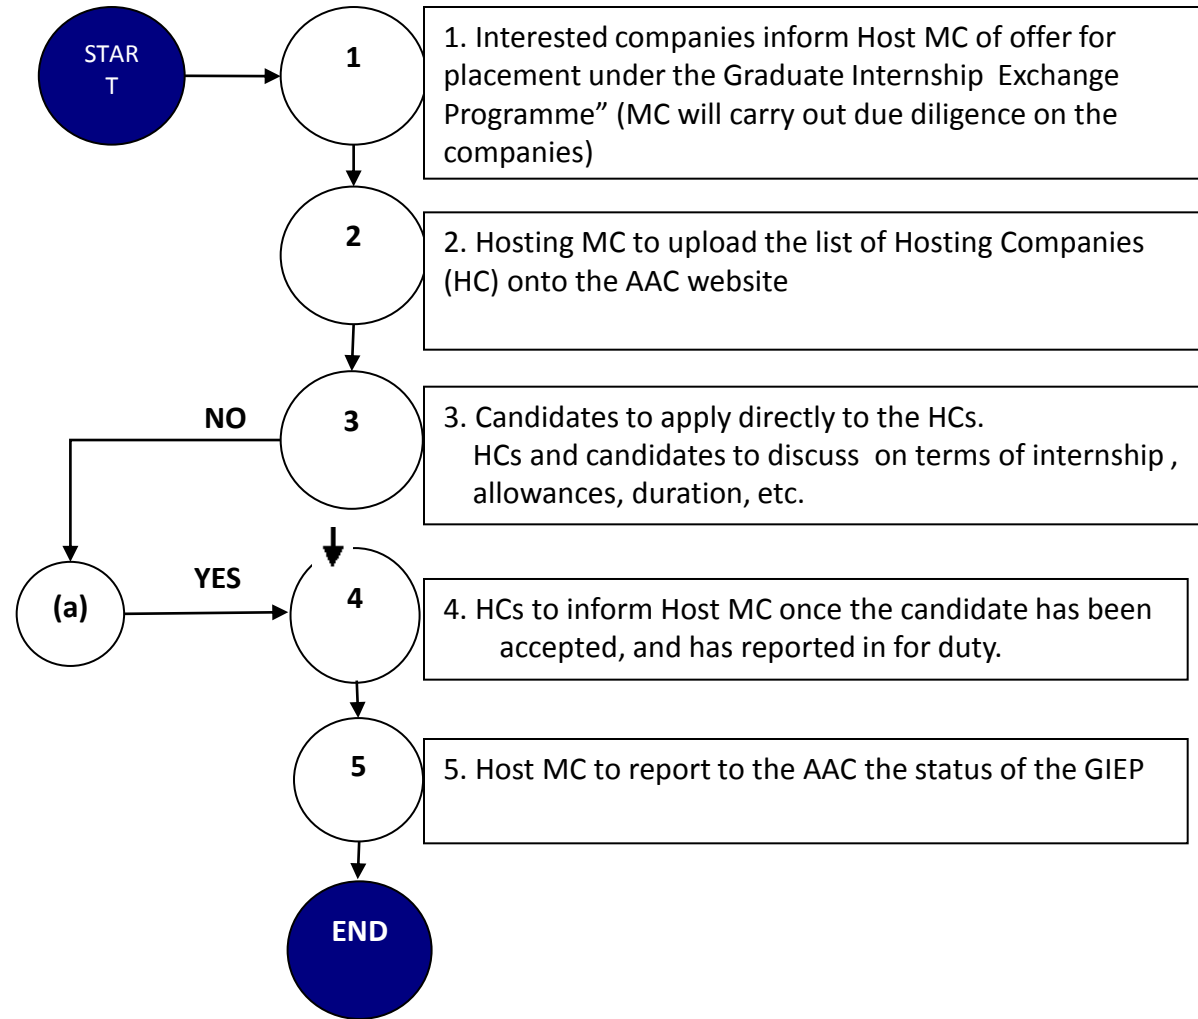 STAR
T
1
1. Interested companies inform Host MC of offer for
placement under the Graduate Internship  Exchange
Programme” (MC will carry out due diligence on the
companies)
2
2. Hosting MC to upload the list of Hosting Companies
(HC) onto the AAC website
NO
3
3. Candidates to apply directly to the HCs.
HCs and candidates to discuss  on terms of internship ,
allowances, duration, etc.
(a)
YES
4
4. HCs to inform Host MC once the candidate has been
accepted, and has reported in for duty.
5
5. Host MC to report to the AAC the status of the GIEP
END